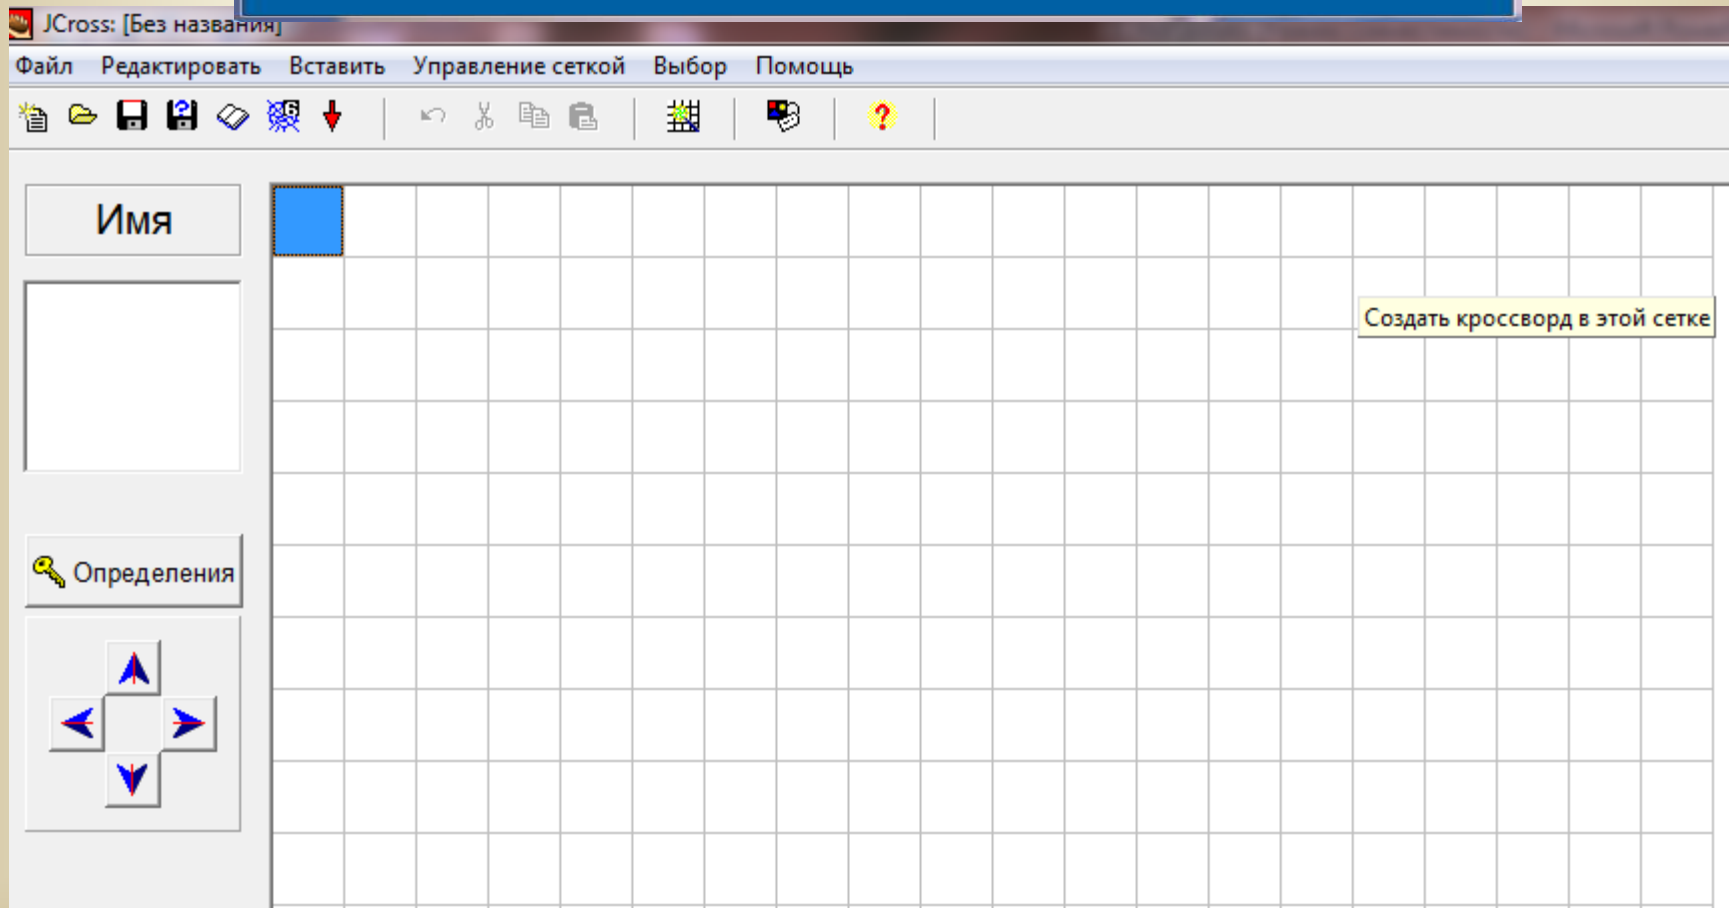 JCross: [Без названия]
Файл Редактировать Вставить Управление сеткой Выбор Помощь
Имя
Создать кроссворд в этой сетке
Определения